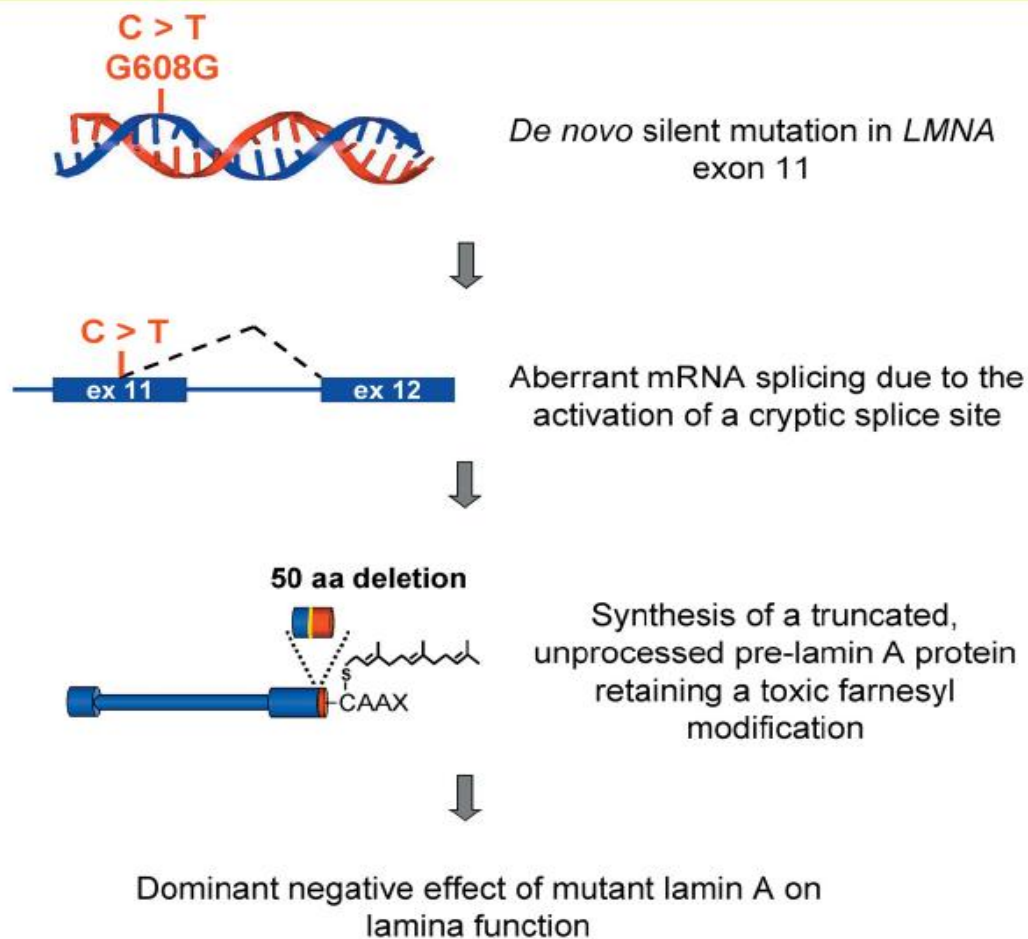 C > T
G608G
De novo silent mutation in LMNA
exon 11
C > T
ex 11
ex 12
Aberrant mRNA splicing due to the
activation of a cryptic splice site
50 aa deletion
S
CAAX
Synthesis of a truncated,
unprocessed pre-lamin A protein
retaining a toxic farnesyl
modification
Dominant negative effect of mutant lamin A on
lamina function